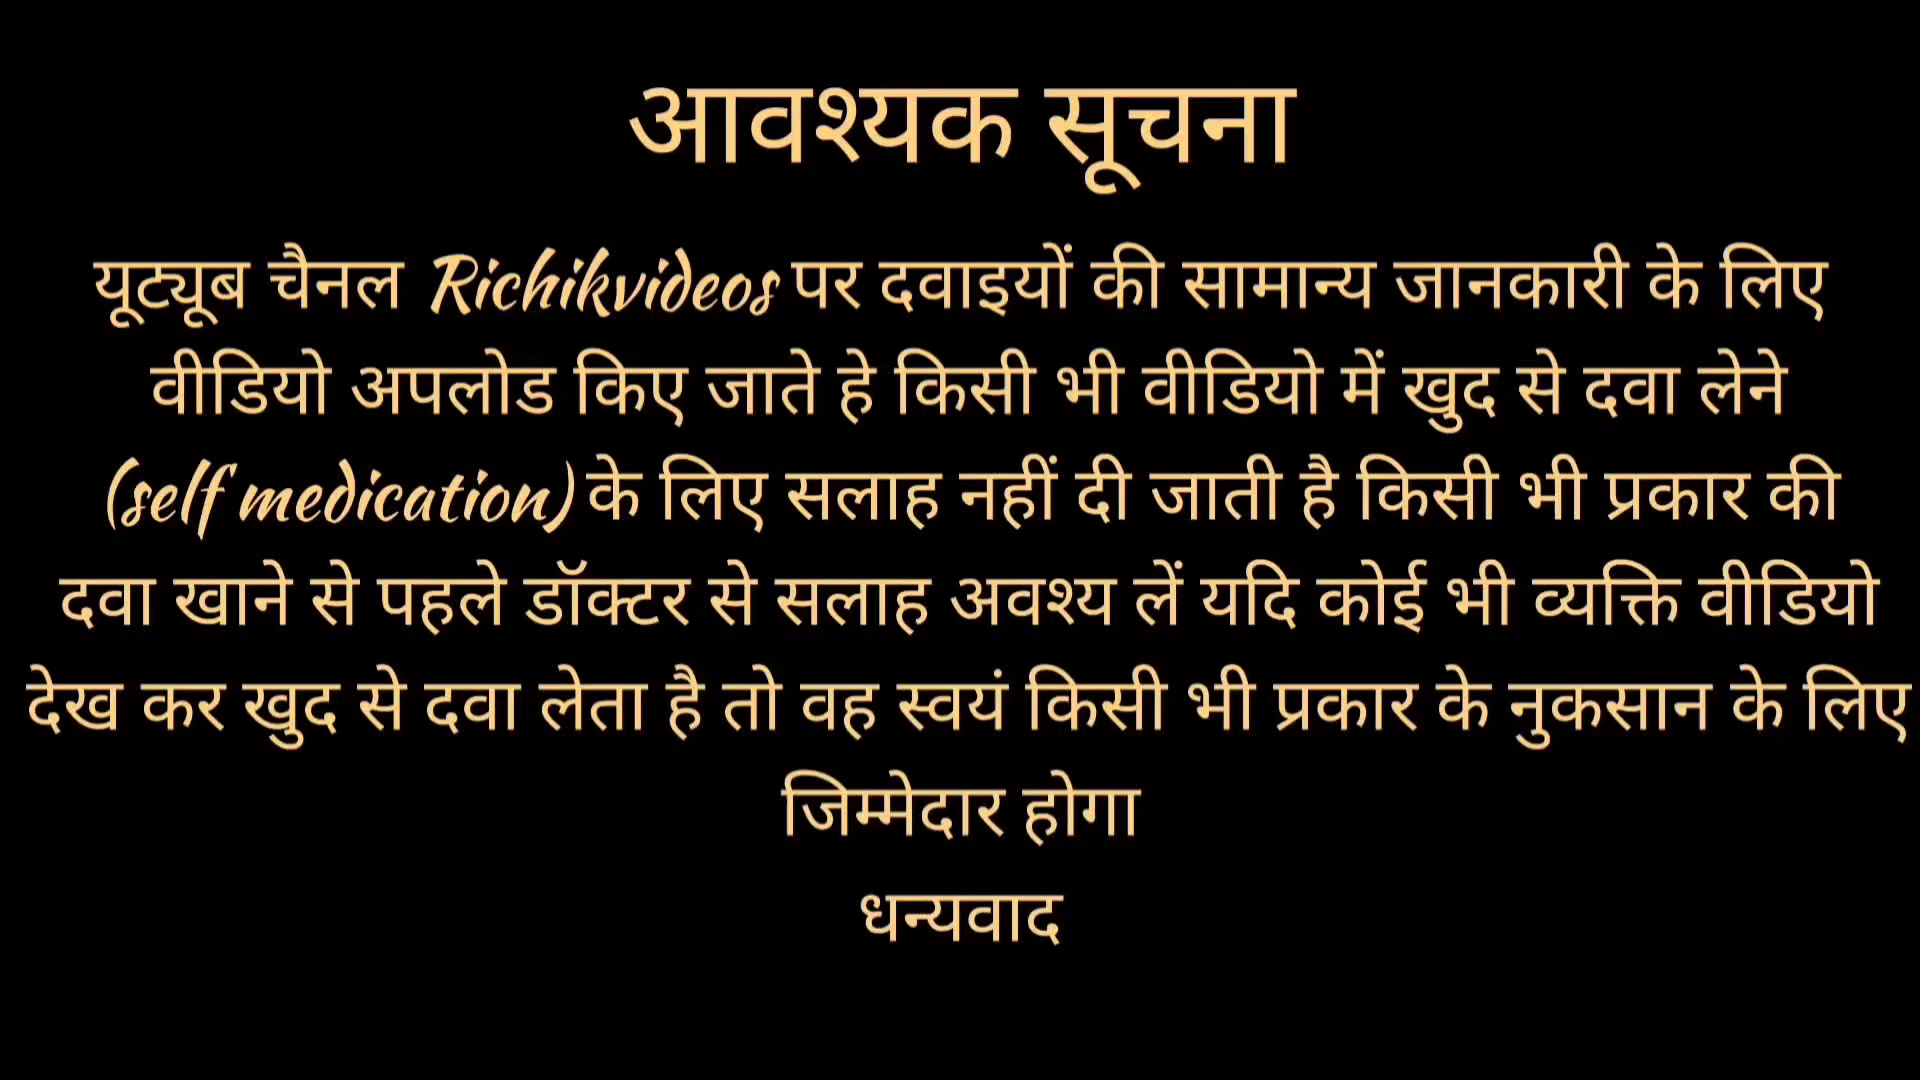 आवश्यक सूचना
यूट्यूब चैनल Richikvideos पर दवाइयों की सामान्य जानकारी के लिए
वीडियो अपलोड किए जाते हे किसी भी वीडियो में खुद से दवा लेने
(self medication) के लिए सलाह नहीं दी जाती है किसी भी प्रकार की
दवा खाने से पहले डॉक्टर से सलाह अवश्य लें यदि कोई भी व्यक्ति वीडियो
देख कर खुद से दवा लेता है तो वह स्वयं किसी भी प्रकार के नुकसान के लिए
जिम्मेदार होगा
धन्यवाद